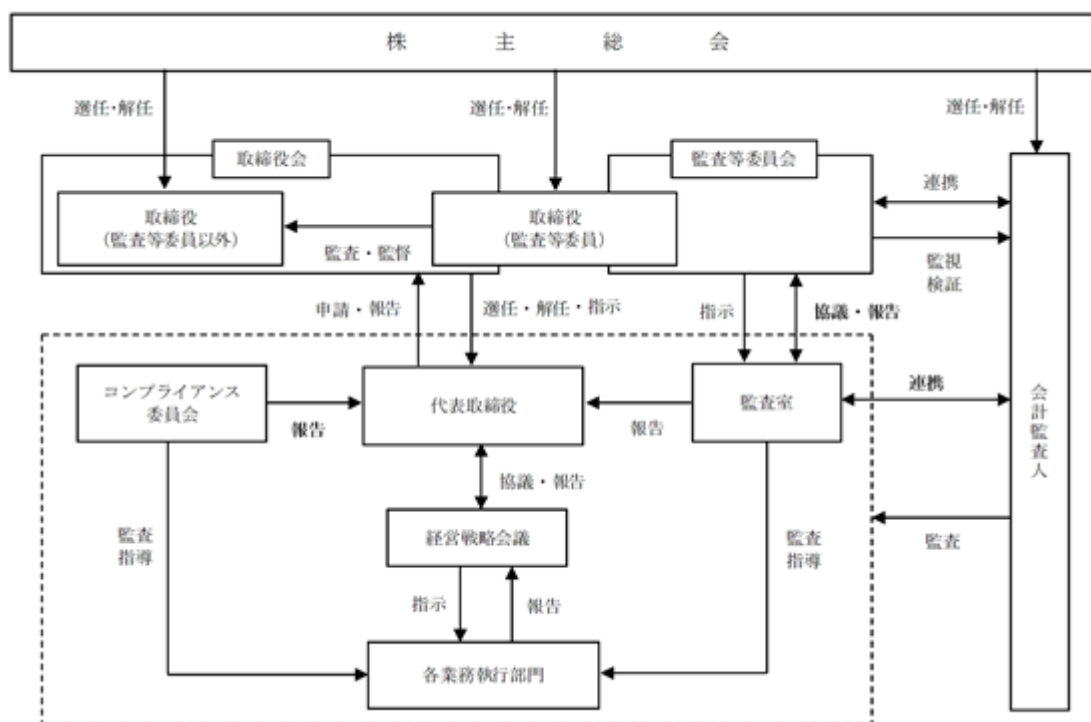 株主総会
選任・解任
選任・解任
選任・解任
取締役会
監査等委員会
取締役
(監査等委員以外)
取締役
(監査等委員)
監査・監督
連携
監視
検証
申請・報告
選任・解任・指示
指示
協議・報告
コンプライアンス
委員会
報告
代表取締役
報告
監査室
連携
会計監査人
協議・報告
監査
指導
経営戦略会議
監査
指導
監査
指示
報告
各業務執行部門